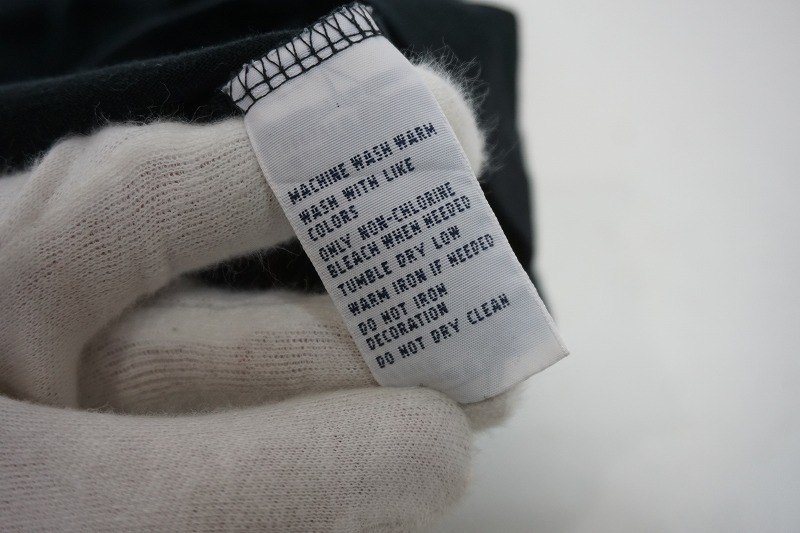 MACHINE WASH WARM
WASH WITH LIKE
COLORS
ONLY NON-CHLORINE
BLEACH WHEN NEEDED
TUMBLE DRY LOW
WARM IRON IF NEEDED
DO NOT IRON
DECORATION
DO NOT DRY CLEAN